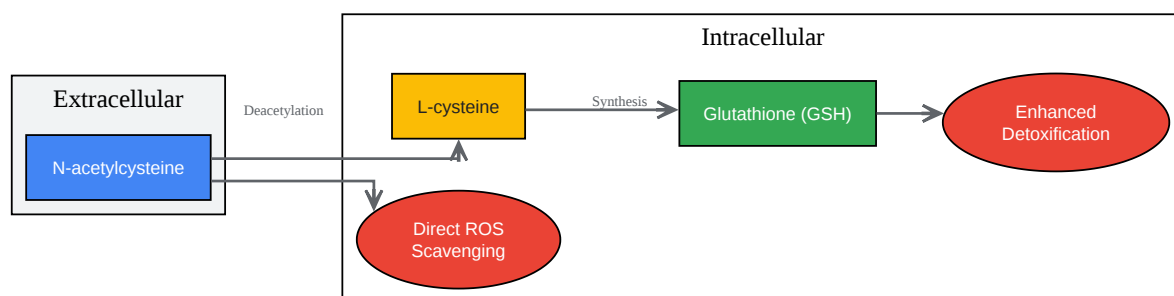 Intracellular
Extracellular
Deacetylation
L-cysteine
Synthesis
Glutathione (GSH)
Enhanced
Detoxification
N-acetylcysteine
Direct ROS
Scavenging